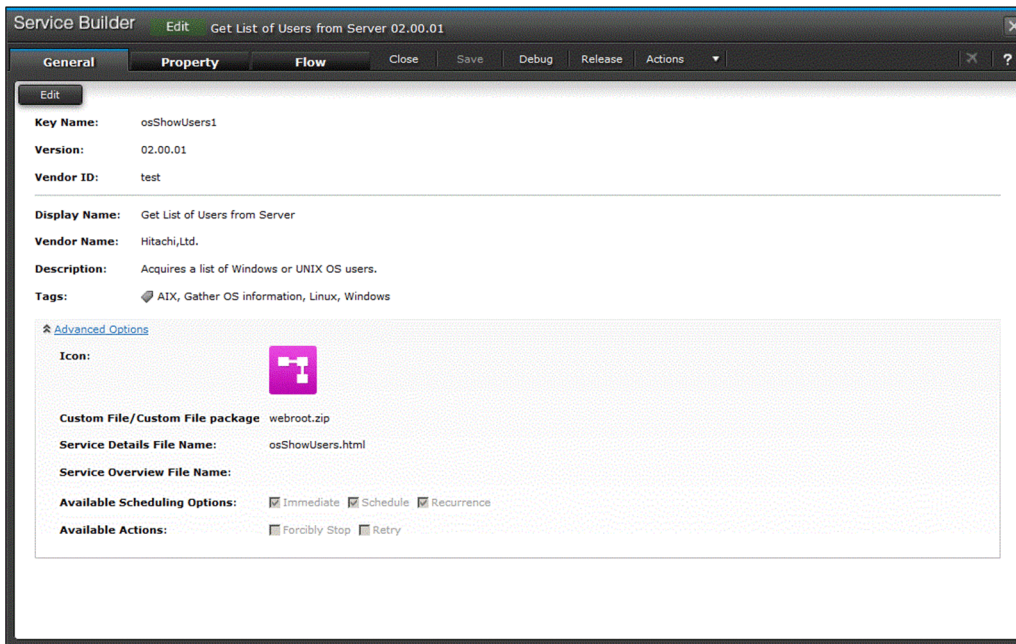 Service Builder Edit Get List of Users from Server 02.00.01
General Property Flow Close Save Debug Release Actions ?
Edit
Key Name: osShowUsers1
Version: 02.00.01
Vendor ID: test
Display Name: Get List of Users from Server
Vendor Name: Hitachi,Ltd.
Description: Acquires a list of Windows or UNIX OS users.
Tags: AIX, Gather OS information, Linux, Windows
Advanced Options
Icon:
Custom File/Custom File package webroot.zip
Service Details File Name: osShowUsers.html
Service Overview File Name:
Available Scheduling Options: Immediate Schedule Recurrence
Available Actions: Forcibly Stop Retry